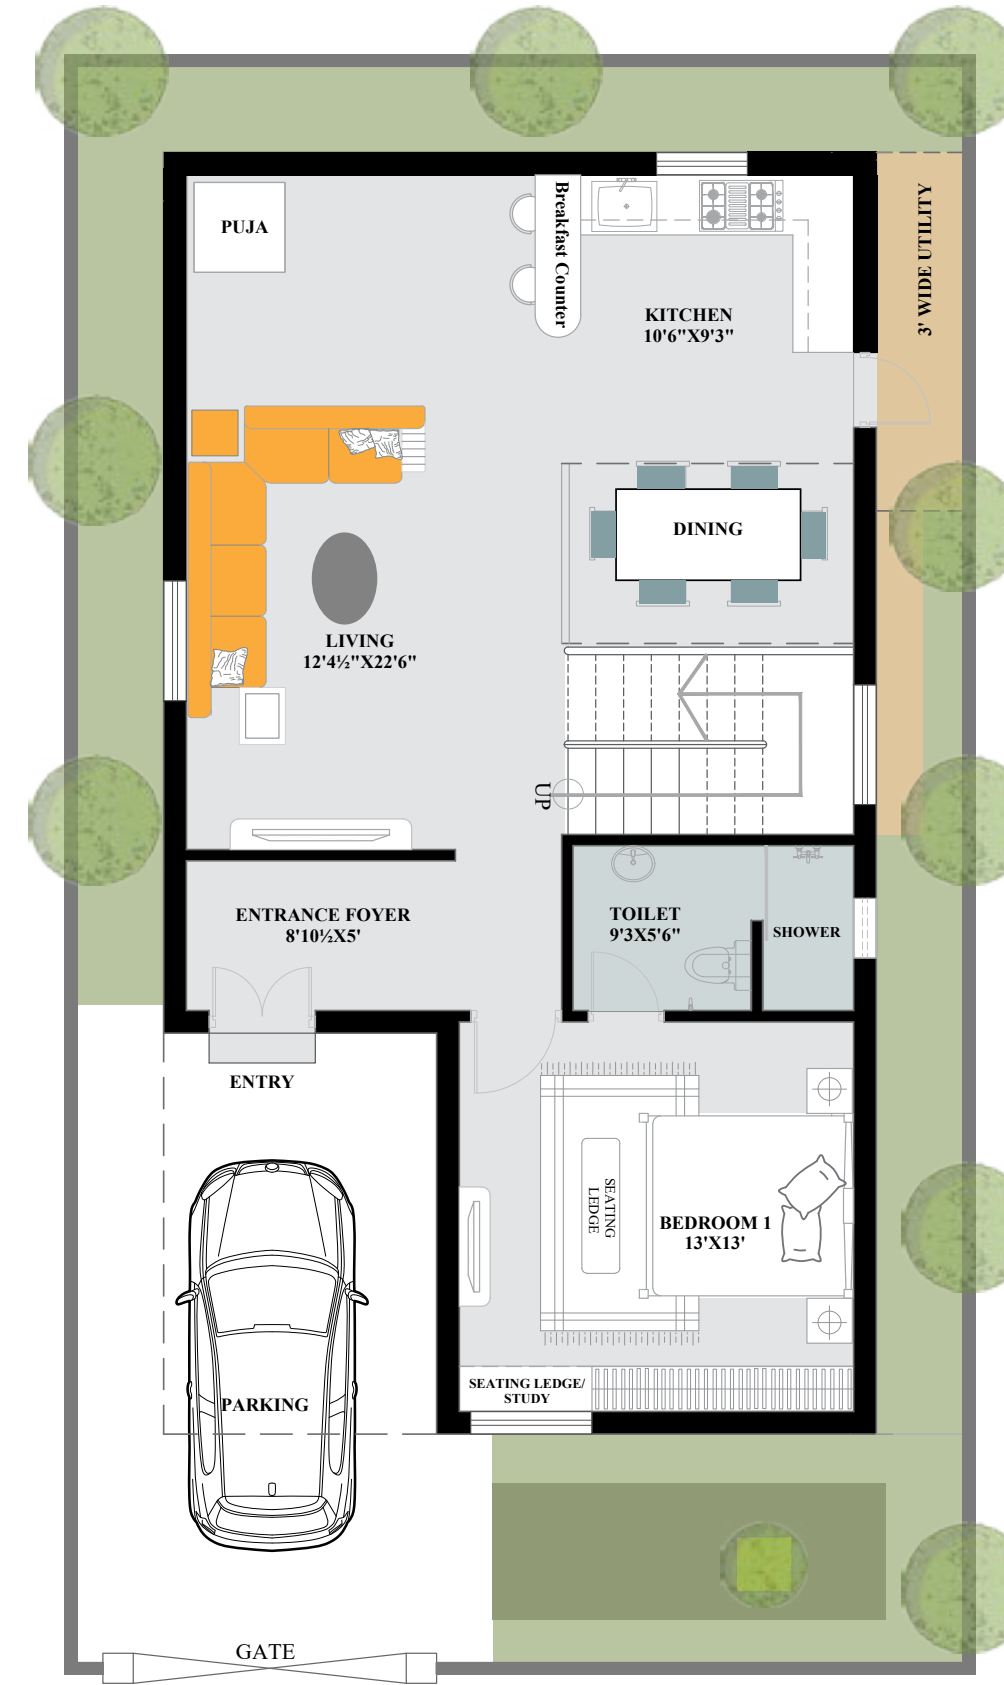 PUJA
Breakfast Counter
3' WIDE UTILITY
KITCHEN
10'6"X9'3"
DINING
LIVING
12'4½"X22'6"
UP
ENTRANCE FOYER
8'10½X5'
TOILET
9'3X5'6"
SHOWER
ENTRY
SEATING
LEDGE
BEDROOM 1
13'X13'
SEATING LEDGE/
STUDY
PARKING
GATE